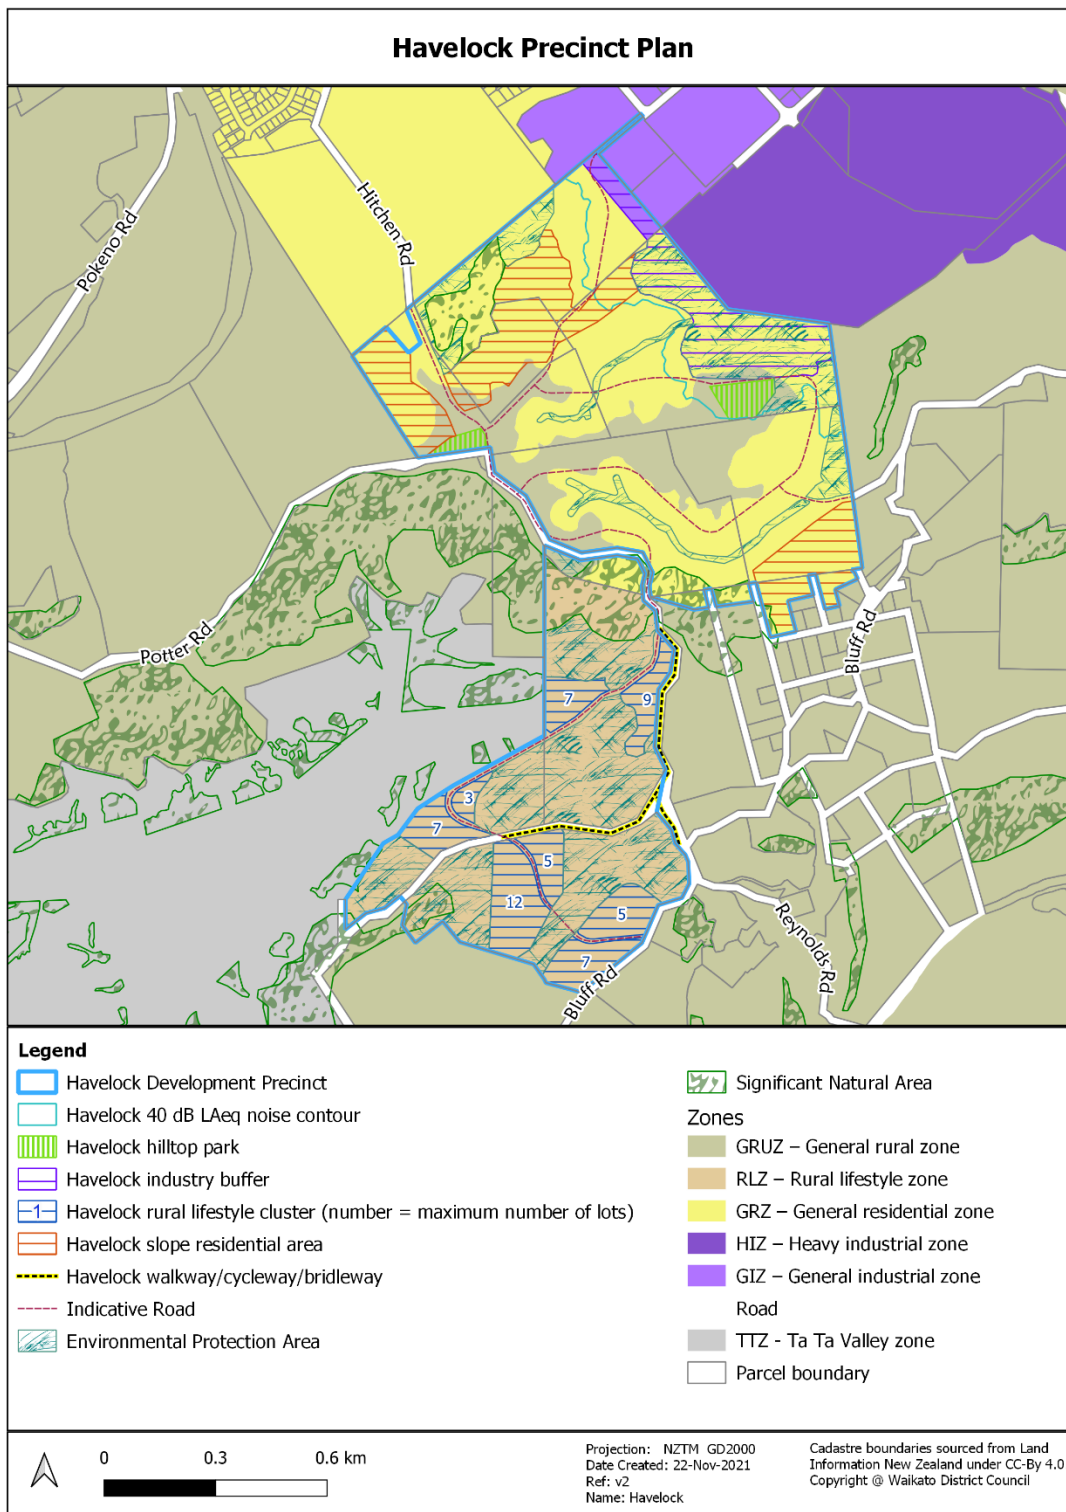 Havelock Precinct Plan
Pokeno Rd
Hitchen Rd
Potter Rd
Bluff Rd
7
9
3
7
5
12
5
7
Reynolds Rd
Bluff Rd
Legend
Havelock Development Precinct
Havelock 40 dB LAeq noise contour
Havelock hilltop park
Havelock industry buffer
1
Havelock rural lifestyle cluster (number = maximum number of lots)
Havelock slope residential area
Havelock walkway/cycleway/bridleway
Indicative Road
Environmental Protection Area
Significant Natural Area
Zones
GRUZ – General rural zone
RLZ – Rural lifestyle zone
GRZ – General residential zone
HIZ – Heavy industrial zone
GIZ – General industrial zone
Road
TTZ - Ta Ta Valley zone
Parcel boundary
0 0.3 0.6 km
Projection: NZTM GD2000
Date Created: 22-Nov-2021
Ref: v2
Name: Havelock
Cadastre boundaries sourced from Land
Information New Zealand under CC-By 4.0
Copyright @ Waikato District Council